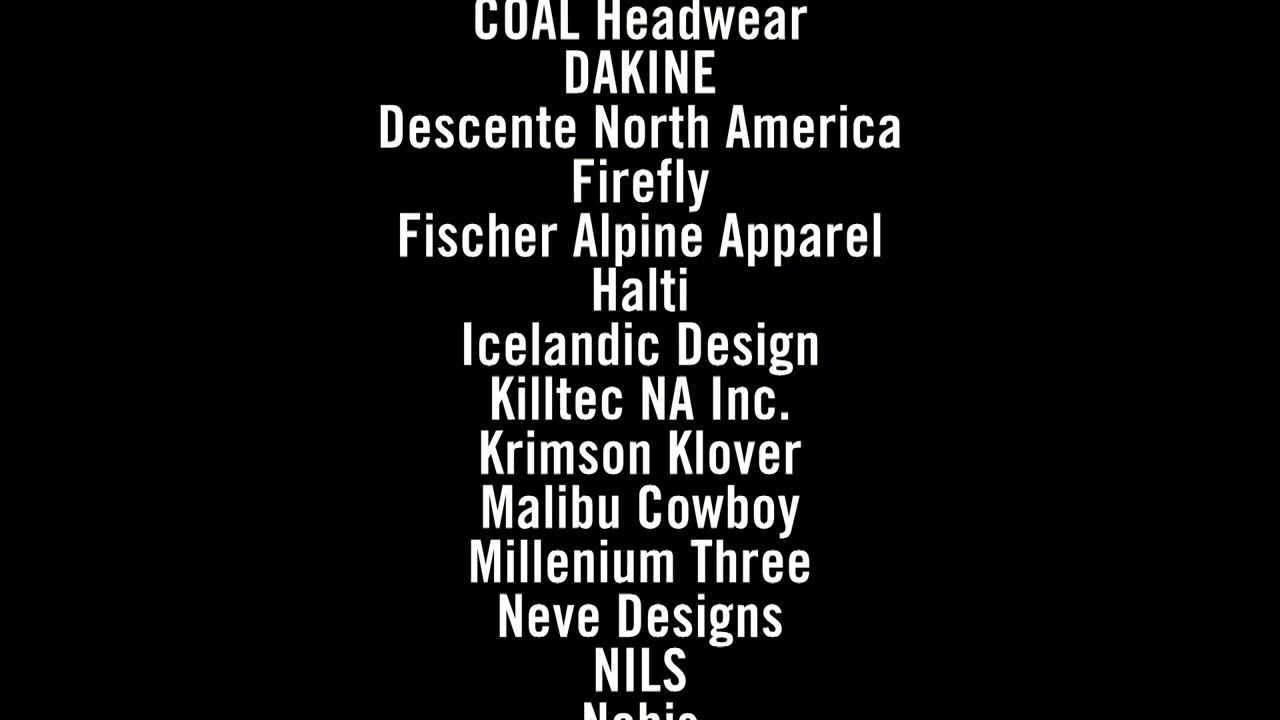 COAL Headwear
DAKINE
Descente North America
Firefly
Fischer Alpine Apparel
Halti
Icelandic Design
Killtec NA Inc.
Krimson Klover
Malibu Cowboy
Millenium Three
Neve Designs
NILS